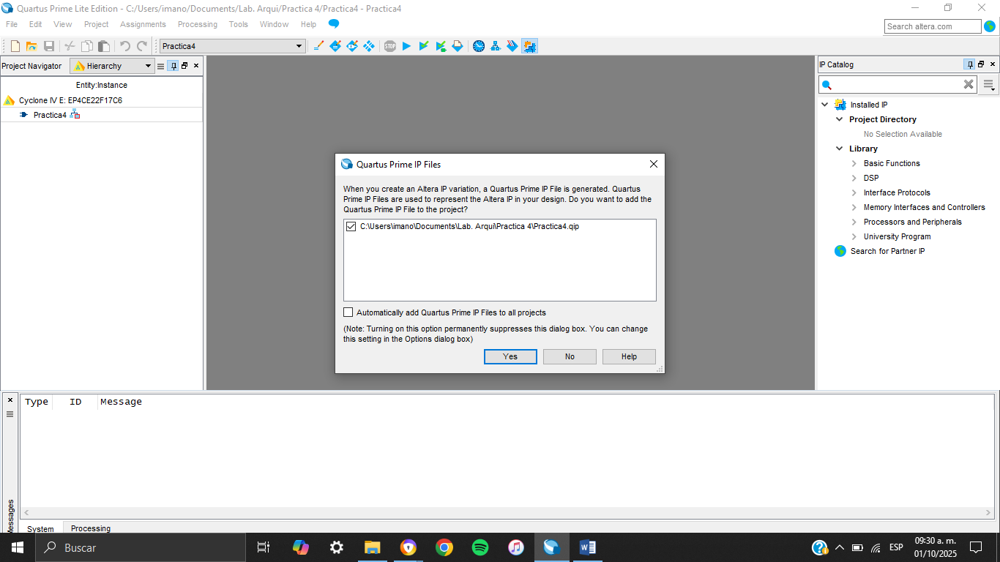 Quartus Prime Lite Edition - C:/Users/imano/Documents/Lab. Arqui/Practica 4/Practica4 - Practica4
File Edit View Project Assignments Processing Tools Window Help
Search altera.com
Practica4
STOP
Project Navigator
Hierarchy
Entity:Instance
Cyclone IV E: EP4CE22F17C6
Practica4
Quartus Prime IP Files
When you create an Altera IP variation, a Quartus Prime IP File is generated. Quartus
Prime IP Files are used to represent the Altera IP in your design. Do you want to add the
Quartus Prime IP File to the project?
C:\Users\imano\Documents\Lab. Arqui\Practica 4\Practica4.qip
Automatically add Quartus Prime IP Files to all projects
(Note: Turning on this option permanently suppresses this dialog box. You can change
this setting in the Options dialog box)
Yes No Help
IP Catalog
Installed IP
Project Directory
No Selection Available
Library
Basic Functions
DSP
Interface Protocols
Memory Interfaces and Controllers
Processors and Peripherals
University Program
Search for Partner IP
Type ID Message
Messages
System Processing
Buscar
ESP
09:30 a. m.
01/10/2025